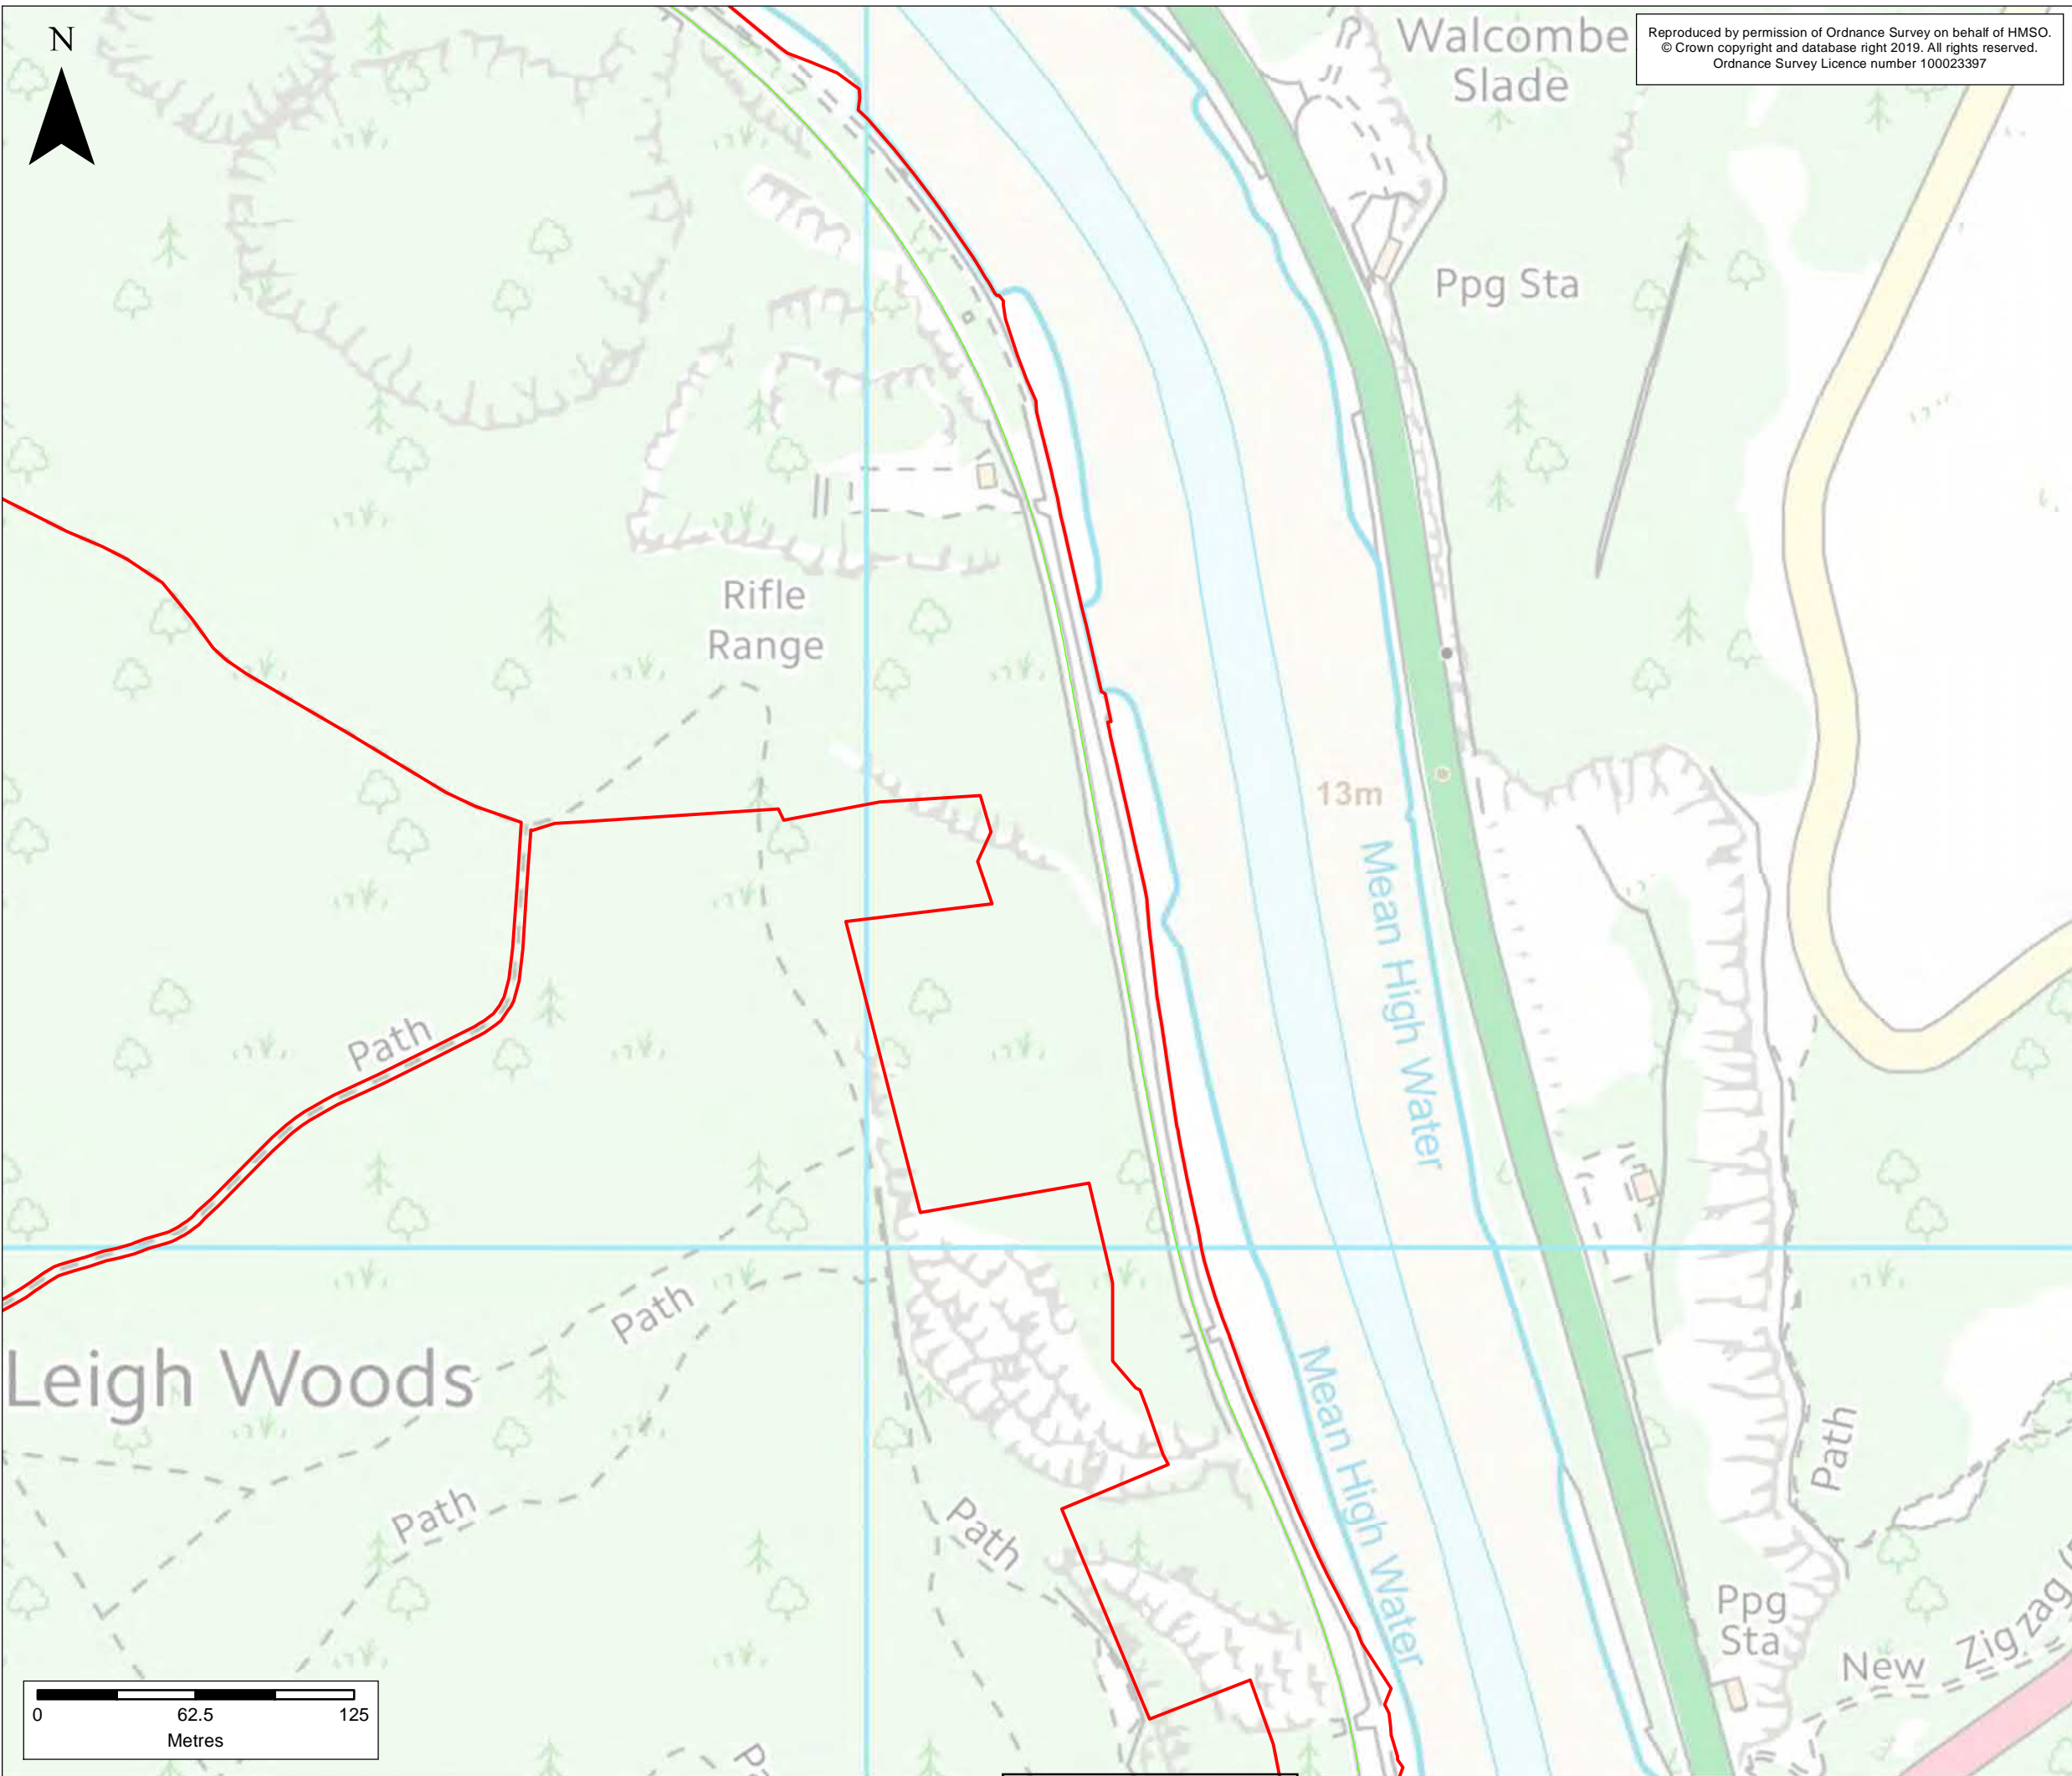 N
Walcombe
Slade
Reproduced by permission of Ordnance Survey on behalf of HMSO.
© Crown copyright and database right 2019. All rights reserved.
Ordnance Survey Licence number 100023397
Ppg Sta
Rifle
Range
13m
Mean High Water
Path
Path
Leigh Woods
Mean High Water
Path
Path
Path
Ppg
Sta
New Zig zag
0 62.5 125
Metres